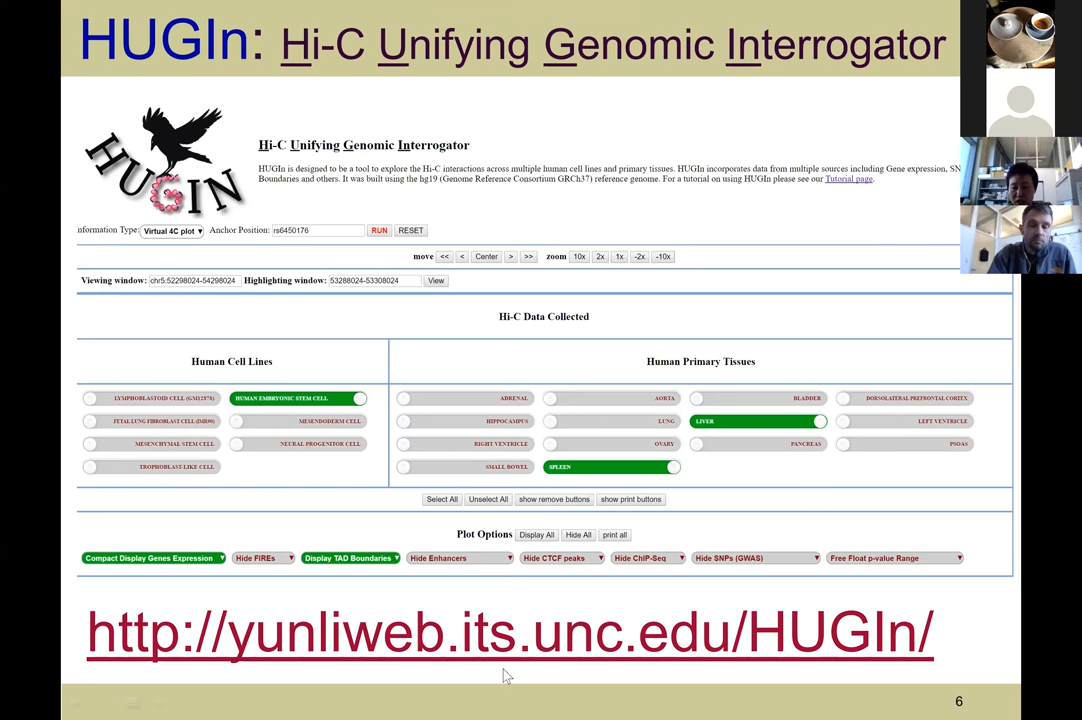 HUGIn: Hi-C Unifying Genomic Interrogator
HUGIN
Hi-C Unifying Genomic Interrogator
HUGIn is designed to be a tool to explore the Hi-C interactions across multiple human cell lines and primary tissues. HUGIn incorporates data from multiple sources including Gene expression, SN
Boundaries and others. It was built using the hg19 (Genome Reference Consortium GRCh37) reference genome. For a tutorial on using HUGIn please see our Tutorial page.
nformation Type: Virtual 4C plot ▾ Anchor Position: rs6450176 RUN RESET
move << < Center > >> zoom 10x 2x 1x -2x -10x
Viewing window: chr5:52298024-54298024 Highlighting window: 53288024-53308024 View
Hi-C Data Collected
Human Cell Lines Human Primary Tissues
LYMPHOBLASTOID CELL (GM12878) HUMAN EMBRYONIC STEM CELL ADRENAL AORTA BLADDER DORSOLATERAL PREFRONTAL CORTEX
FETAL LUNG FIBROBLAST CELL (IMR90) MESENDODERM CELL HIPPOCAMPUS LUNG LIVER LEFT VENTRICLE
MESENCHYMAL STEM CELL NEURAL PROGENITOR CELL RIGHT VENTRICLE OVARY PANCREAS PSOAS
TROPHOBLAST-LIKE CELL SMALL BOWEL SPLEEN
Select All Unselect All show remove buttons show print buttons
Plot Options Display All Hide All print all
Compact Display Genes Expression ▾ Hide FIREs ▾ Display TAD Boundaries ▾ Hide Enhancers ▾ Hide CTCF peaks ▾ Hide ChIP-Seq ▾ Hide SNPs (GWAS) ▾ Free Float p-value Range ▾
http://yunliweb.its.unc.edu/HUGIn/
6